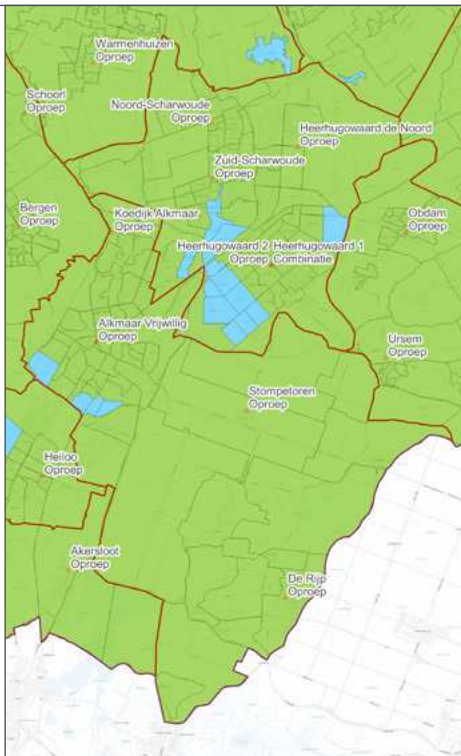 Warmenhuizen
Oproep
Schoorl
Oproep
Noord-Scharwoude
Oproep
Heerhugowaard de Noord
Oproep
Zuid-Scharwoude
Oproep
Bergen
Oproep
Koedijk Alkmaar
Oproep
Obdam
Oproep
Heerhugowaard 2
Oproep
Heerhugowaard 1
Combinatie
Alkmaar Vrijwillig
Oproep
Ursem
Oproep
Stompetoren
Oproep
Heiloo
Oproep
Akersloot
Oproep
De Rijp
Oproep